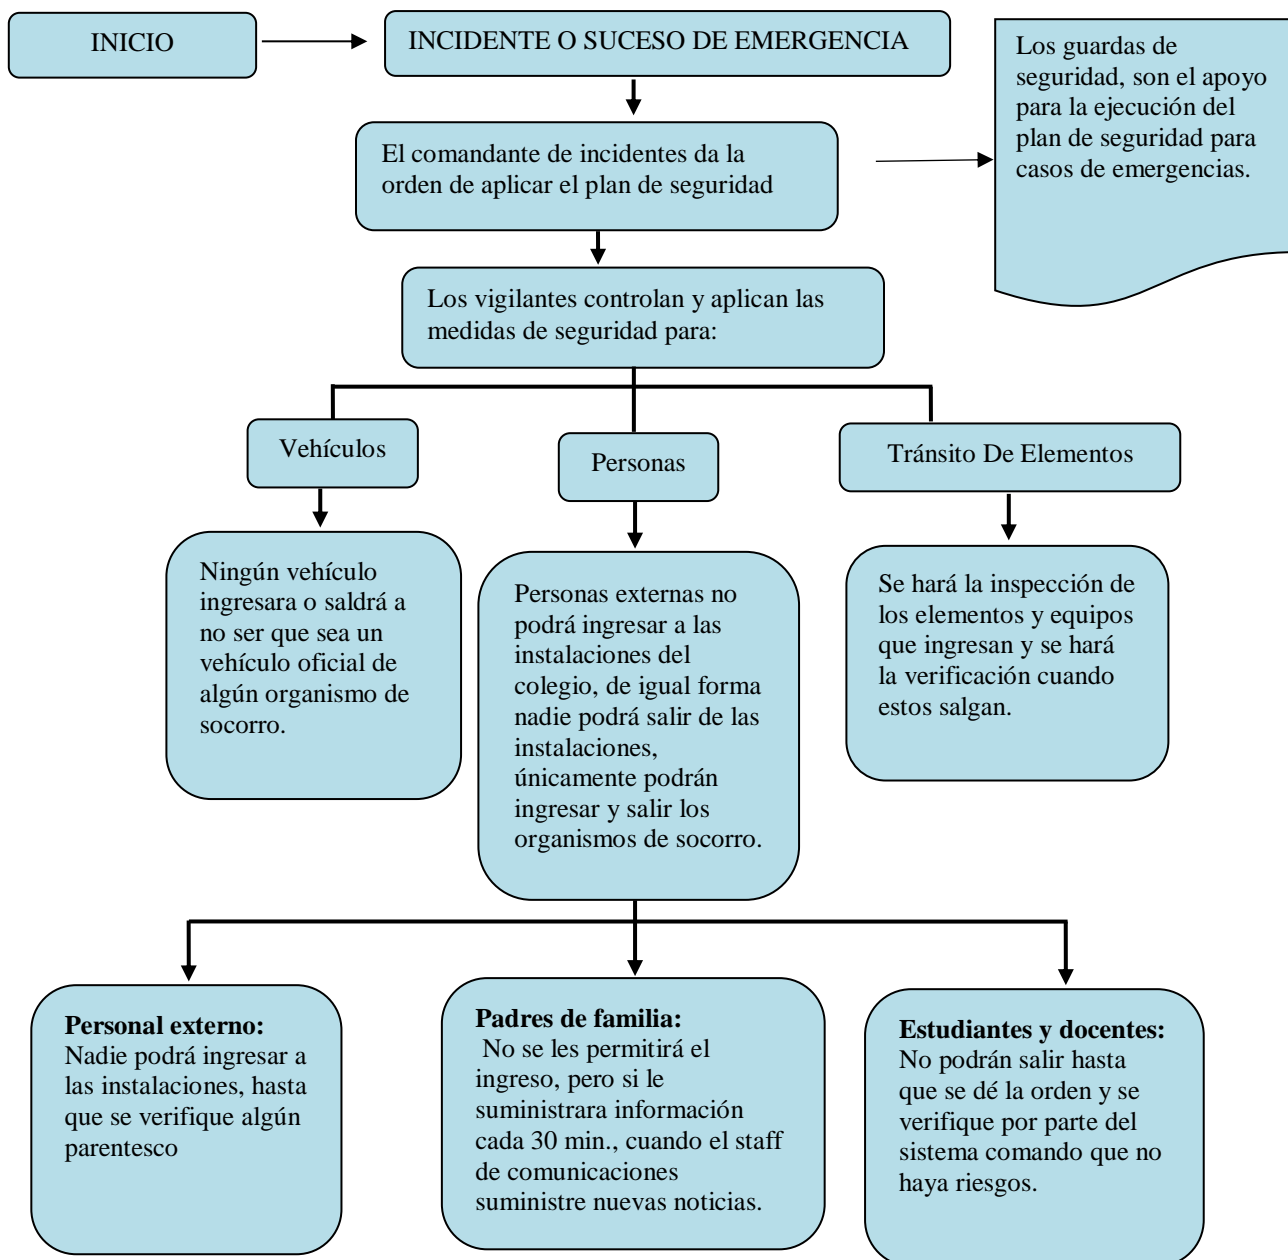 INICIO
INCIDENTE O SUCESO DE EMERGENCIA
Los guardas de
seguridad, son el apoyo
para la ejecución del
plan de seguridad para
casos de emergencias.
El comandante de incidentes da la
orden de aplicar el plan de seguridad
Los vigilantes controlan y aplican las
medidas de seguridad para:
Vehículos
Personas
Tránsito De Elementos
Ningún vehículo
ingresara o saldrá a
no ser que sea un
vehículo oficial de
algún organismo de
socorro.
Personas externas no
podrá ingresar a las
instalaciones del
colegio, de igual forma
nadie podrá salir de las
instalaciones,
únicamente podrán
ingresar y salir los
organismos de socorro.
Se hará la inspección de
los elementos y equipos
que ingresan y se hará
la verificación cuando
estos salgan.
Personal externo:
Nadie podrá ingresar a
las instalaciones, hasta
que se verifique algún
parentesco
Padres de familia:
No se les permitirá el
ingreso, pero si le
suministrara información
cada 30 min., cuando el staff
de comunicaciones
suministre nuevas noticias.
Estudiantes y docentes:
No podrán salir hasta
que se dé la orden y se
verifique por parte del
sistema comando que no
haya riesgos.